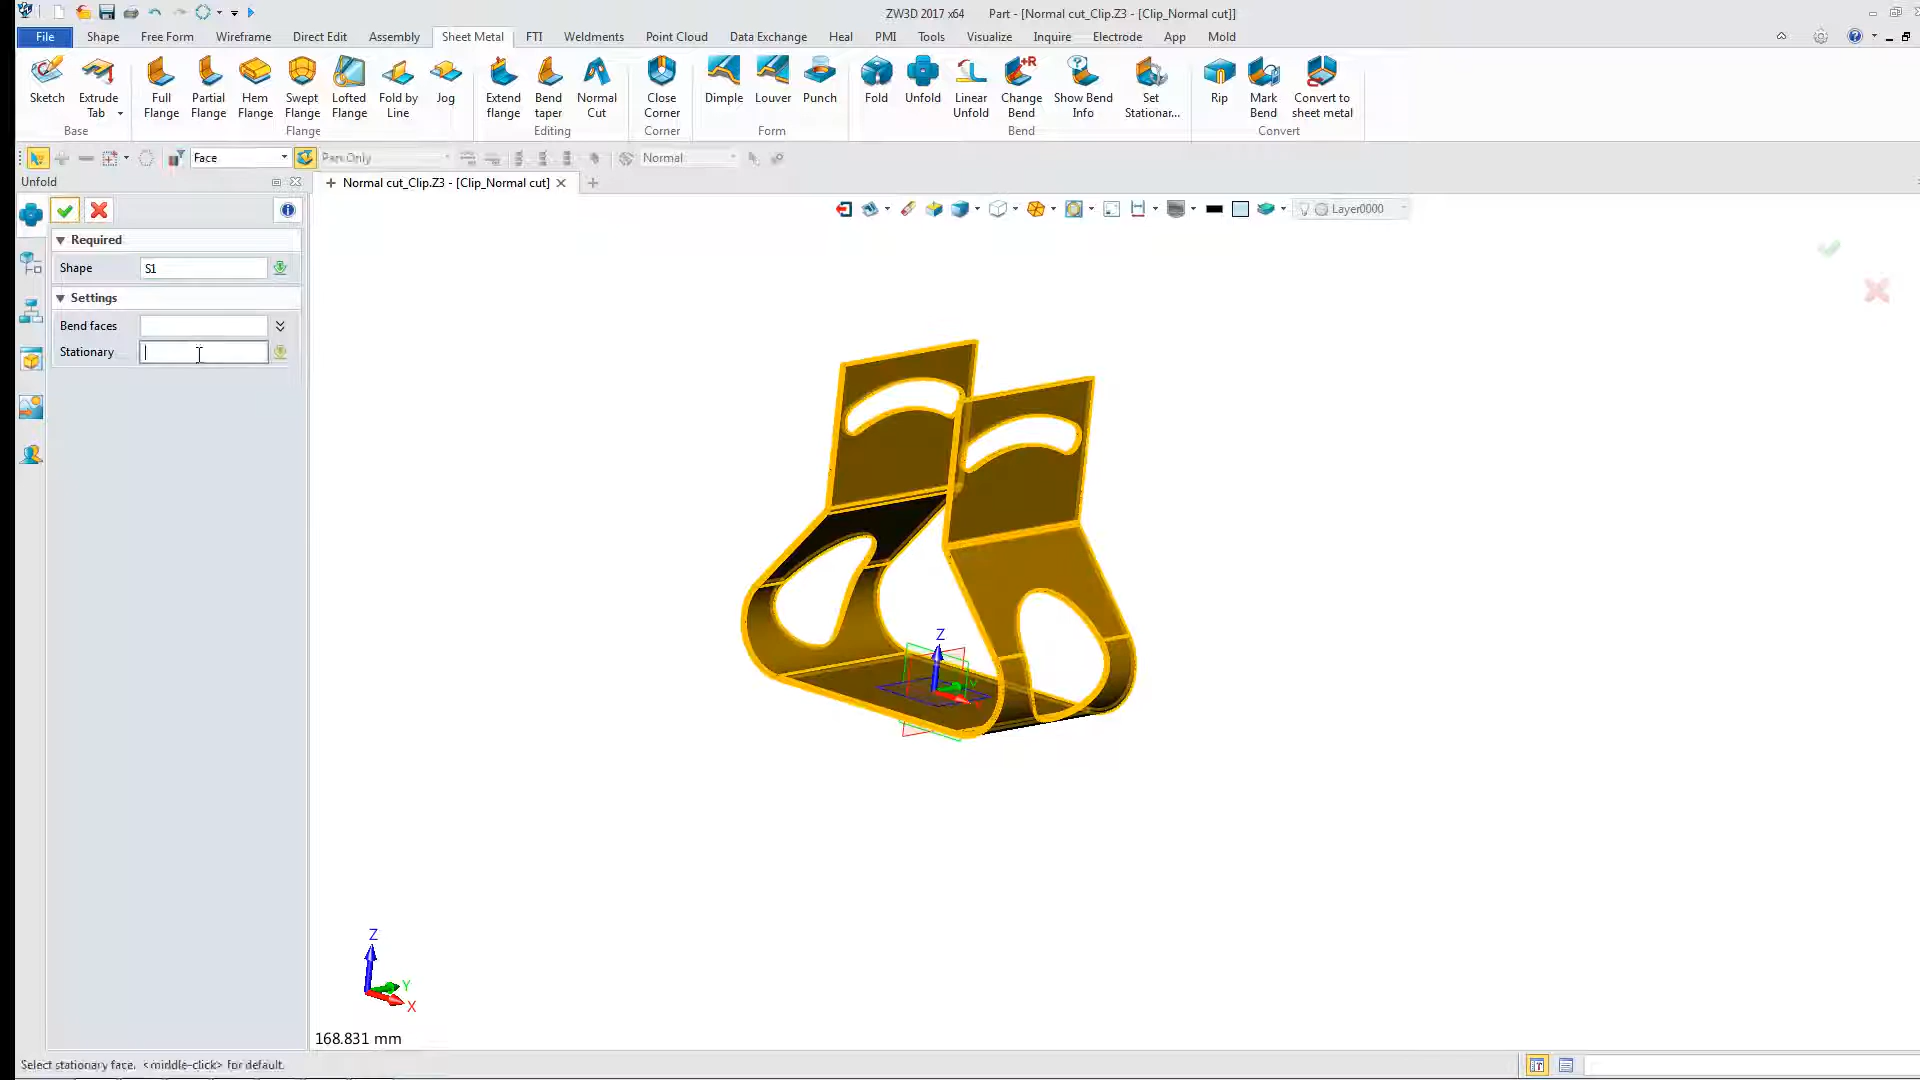 ZW3D 2017 x64 Part - [Normal cut_Clip.Z3 - [Clip_Normal cut]]
File Shape Free Form Wireframe Direct Edit Assembly Sheet Metal FTI Weldments Point Cloud Data Exchange Heal PMI Tools Visualize Inquire Electrode App Mold
Sketch Extrude Tab Full Flange Partial Flange Hem Flange Swept Flange Lofted Flange Fold by Line Jog Extend flange Bend taper Normal Cut Close Corner Dimple Louver Punch Fold Unfold Linear Unfold Change Bend Show Bend Info Set Stationar... Rip Mark Bend Convert to sheet metal
Base Flange Editing Corner Form Bend Convert
Face Part Only Normal
Unfold Normal cut_Clip.Z3 - [Clip_Normal cut]
Layer0000
Required
Shape S1
Settings
Bend faces
Stationary
Z
Y
Z
Y
X
168.831 mm
Select stationary face. <middle-click> for default.